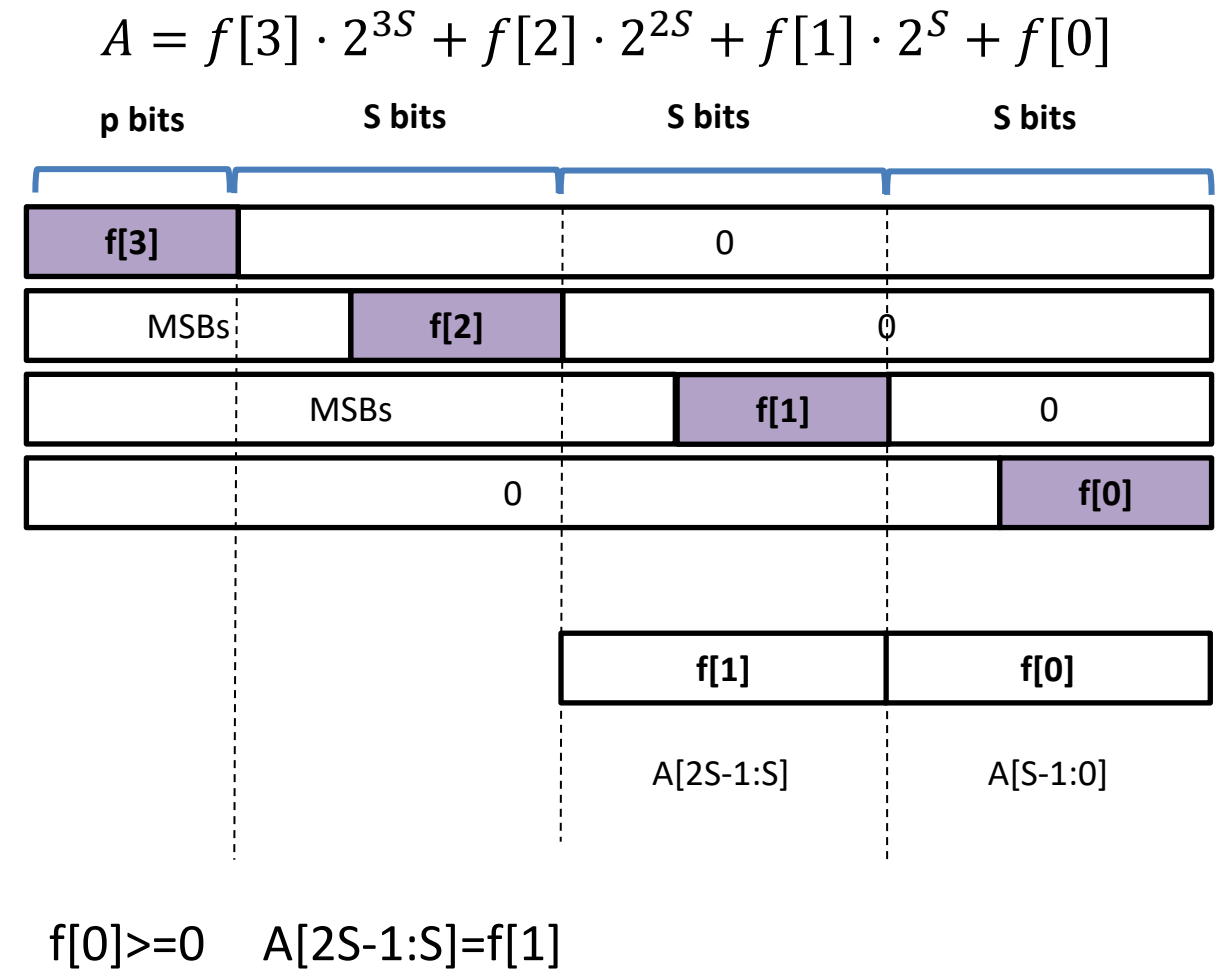 A = f[3] · 2^{3S} + f[2] · 2^{2S} + f[1] · 2^{S} + f[0]
p bits S bits S bits S bits
f[3] 0
MSBs f[2] 0
MSBs f[1] 0
0 f[0]
f[1] f[0]
A[2S-1:S] A[S-1:0]
f[0]>=0 A[2S-1:S]=f[1]